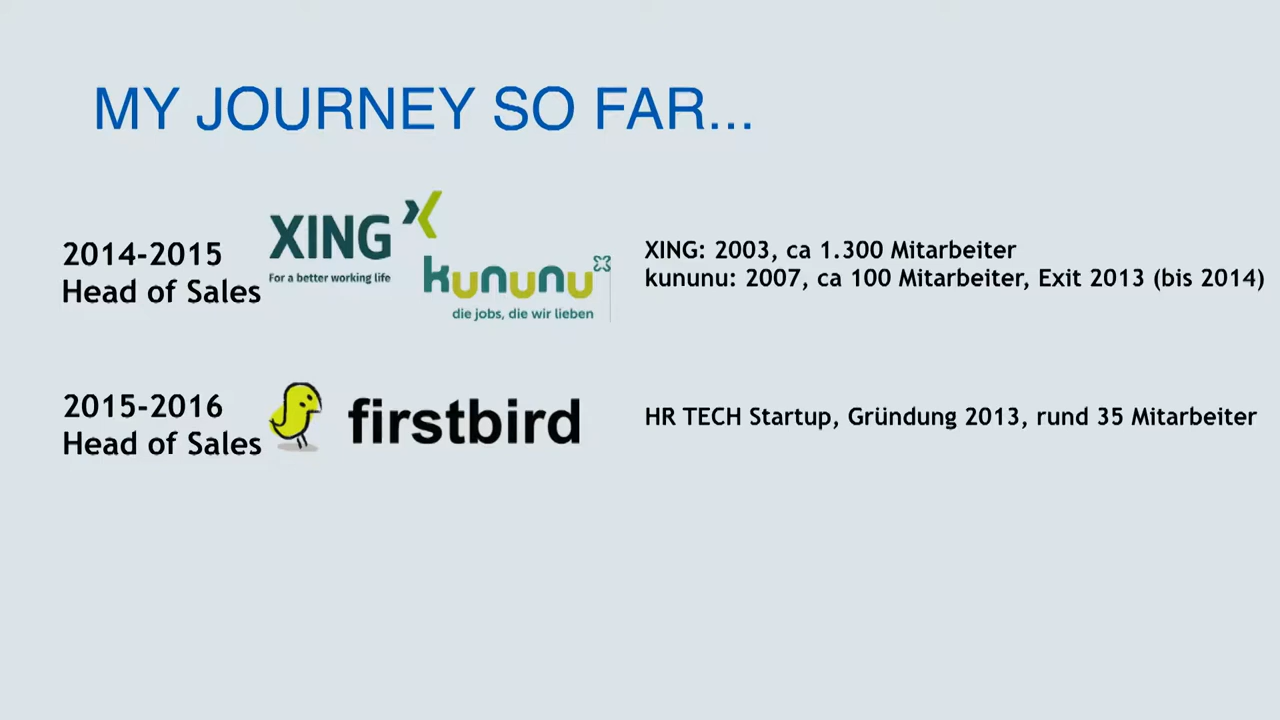 MY JOURNEY SO FAR...
2014-2015
Head of Sales
XING
For a better working life
kununu
die jobs, die wir lieben
XING: 2003, ca 1.300 Mitarbeiter
kununu: 2007, ca 100 Mitarbeiter, Exit 2013 (bis 2014)
2015-2016
Head of Sales
firstbird
HR TECH Startup, Gründung 2013, rund 35 Mitarbeiter